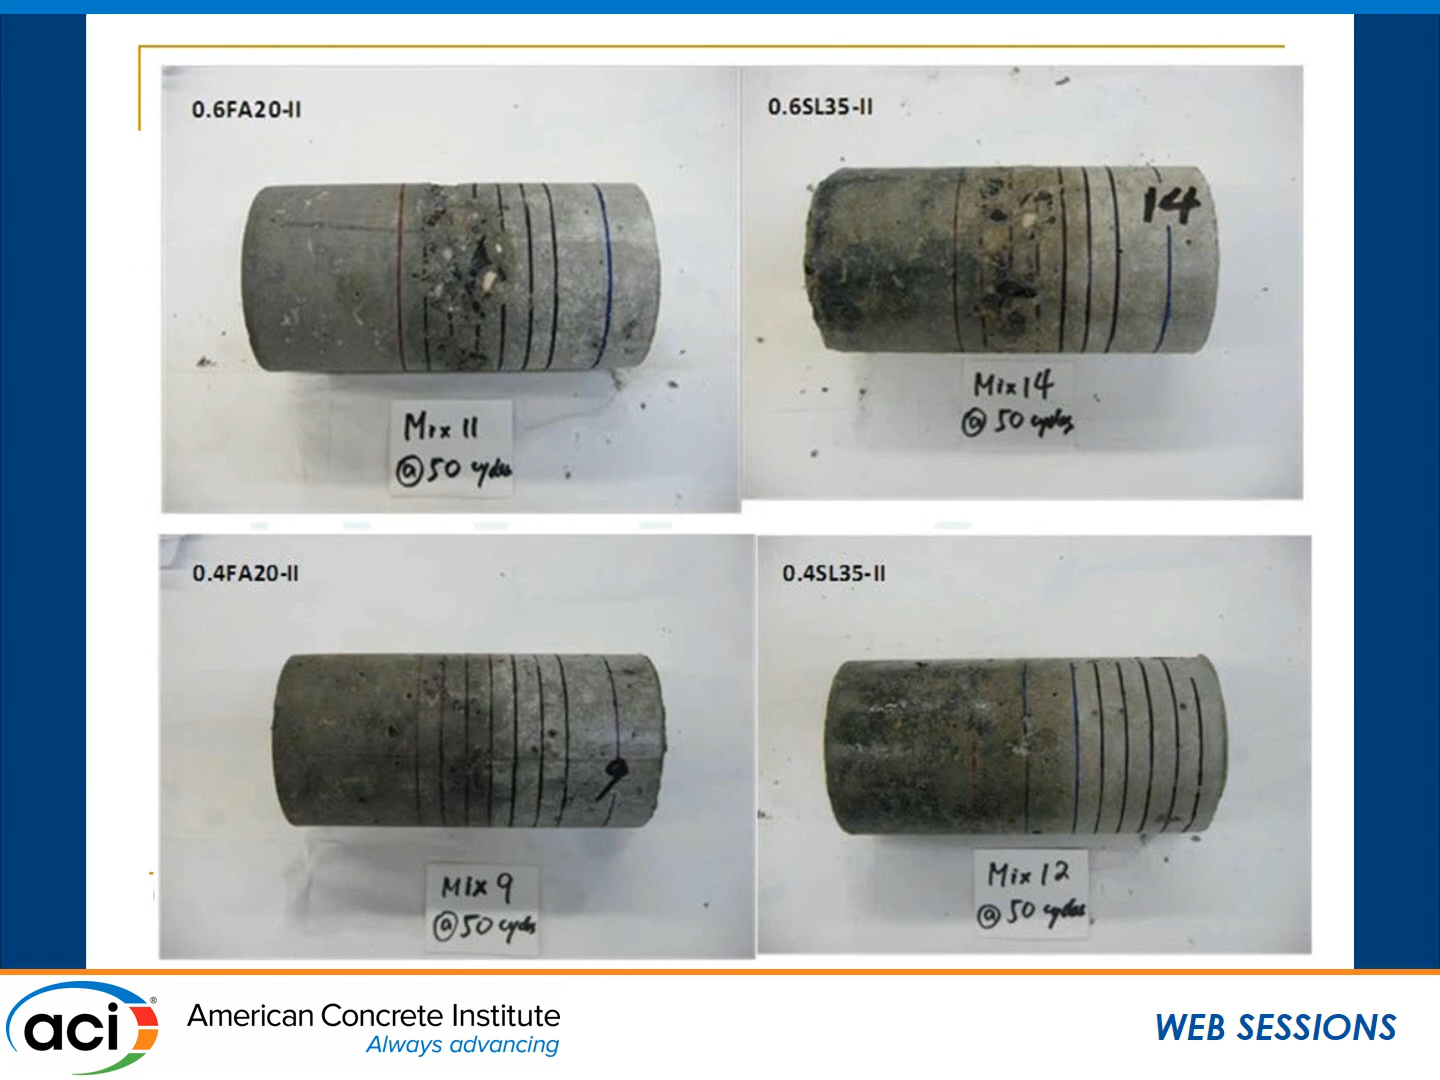 0.6FA20-II
0.6SL35-II
14
Mix 11
@ 50 cycles
Mix 14
@ 50 cycles
0.4FA20-II
0.4SL35-II
9
Mix 9
@ 50 cycles
Mix 12
@ 50 cycles
aci®
American Concrete Institute
Always advancing
WEB SESSIONS